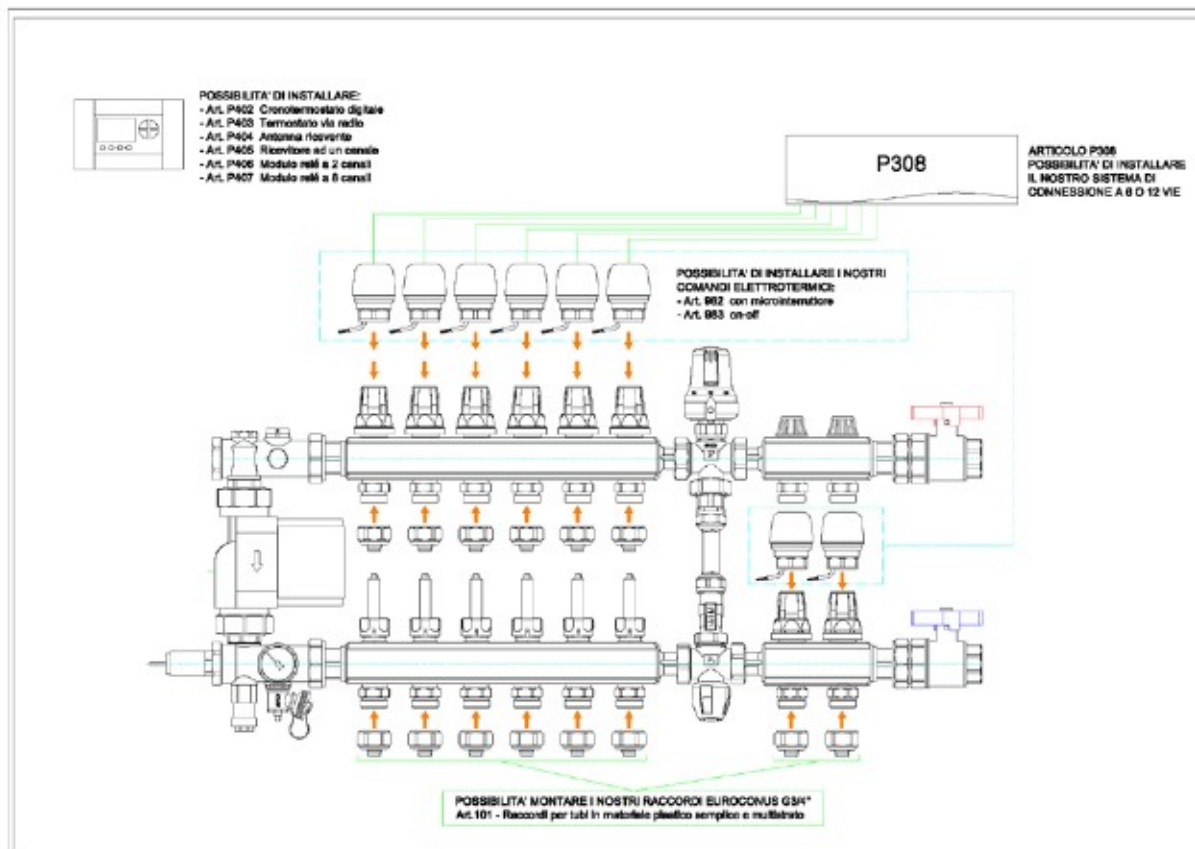 POSSIBILITA' DI INSTALLARE:
- Art. P402 Cronotermostato digitale
- Art. P403 Termostato via radio
- Art. P404 Antenna ricevente
- Art. P405 Ricevitore ad un canale
- Art. P406 Modulo relé a 2 canali
- Art. P407 Modulo relé a 8 canali
P308
ARTICOLO P308
POSSIBILITA' DI INSTALLARE
IL NOSTRO SISTEMA DI
CONNESSIONE A 6 O 12 VIE
POSSIBILITA' DI INSTALLARE I NOSTRI
COMANDI ELETTROTERMICI:
- Art. 982 con microinterruttore
- Art. 983 on-off
POSSIBILITA' MONTARE I NOSTRI RACCORDI EUROCONUS G3/4"
Art.101 - Raccordi per tubi in materiale plastico semplice e multistrato